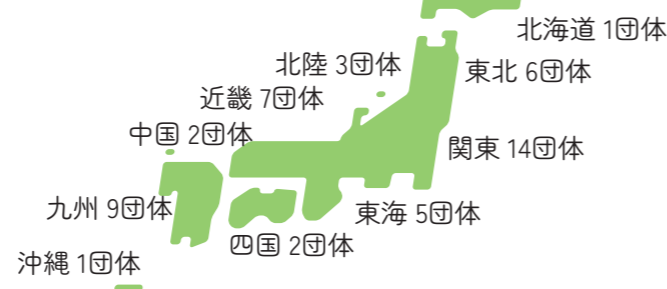 北海道 1団体
北陸 3団体
東北 6団体
近畿 7団体
中国 2団体
関東 14団体
九州 9団体
東海 5団体
四国 2団体
沖縄 1団体